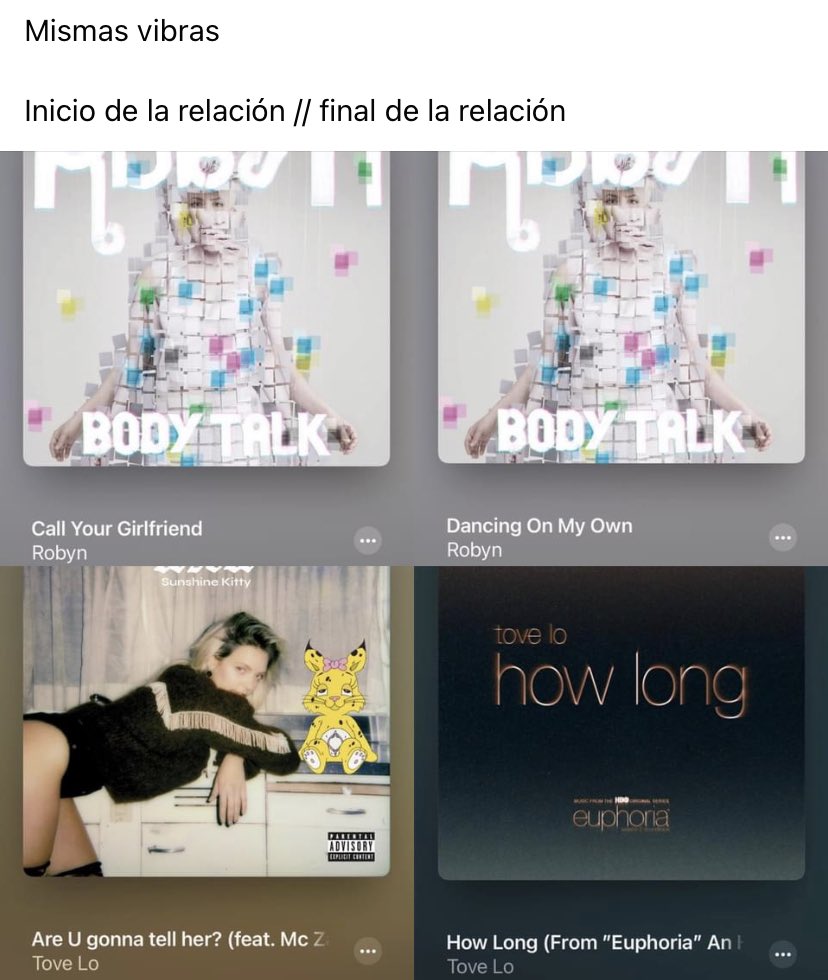 Mismas vibras
Inicio de la relación // final de la relación
BODY TALK
BODY TALK
Call Your Girlfriend
Robyn
Dancing On My Own
Robyn
Sunshine Kitty
PARENTAL
ADVISORY
EXPLICIT CONTENT
Are U gonna tell her? (feat. Mc Z
Tove Lo
tove lo
how long
MUSIC FROM THE HBO ORIGINAL SERIES
euphoria
How Long (From "Euphoria" An
Tove Lo